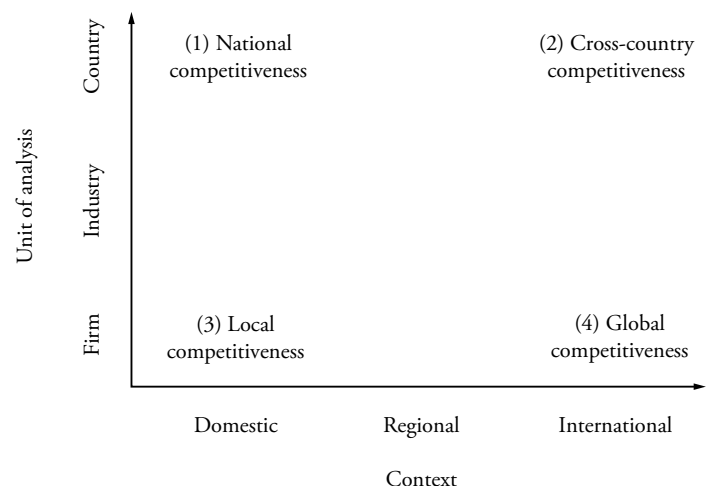 Unit of analysis
Country
Industry
Firm
(1) National
competitiveness
(2) Cross-country
competitiveness
(3) Local
competitiveness
(4) Global
competitiveness
Domestic
Regional
International
Context